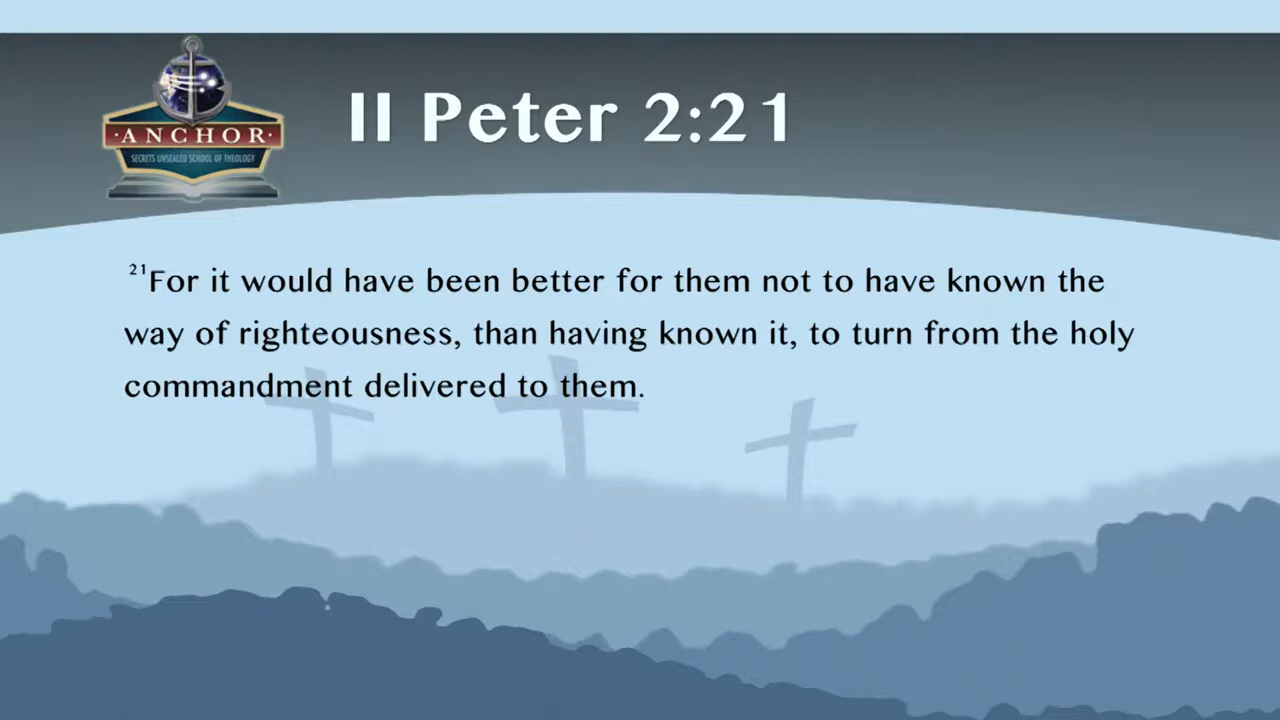 II Peter 2:21
·ANCHOR·
SECRETS UNSEALED SCHOOL OF THEOLOGY
²¹For it would have been better for them not to have known the
way of righteousness, than having known it, to turn from the holy
commandment delivered to them.